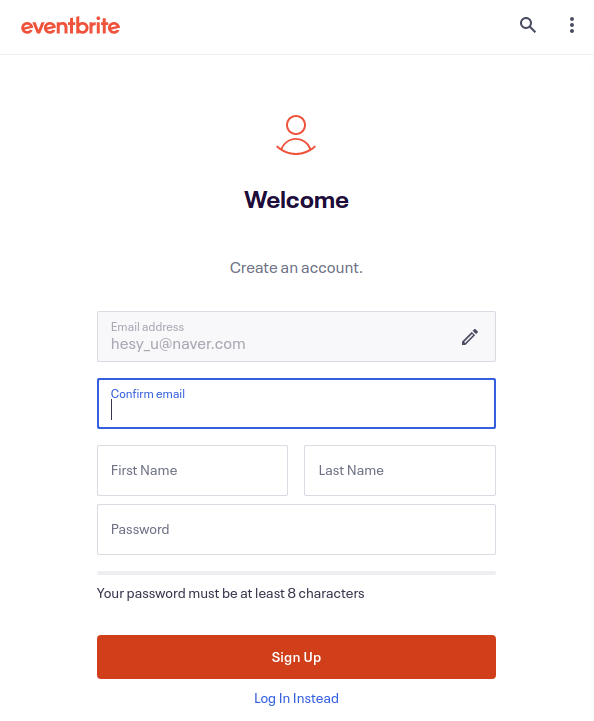 eventbrite
Welcome
Create an account.
Email address
hesy_u@naver.com
Confirm email
First Name
Last Name
Password
Your password must be at least 8 characters
Sign Up
Log In Instead